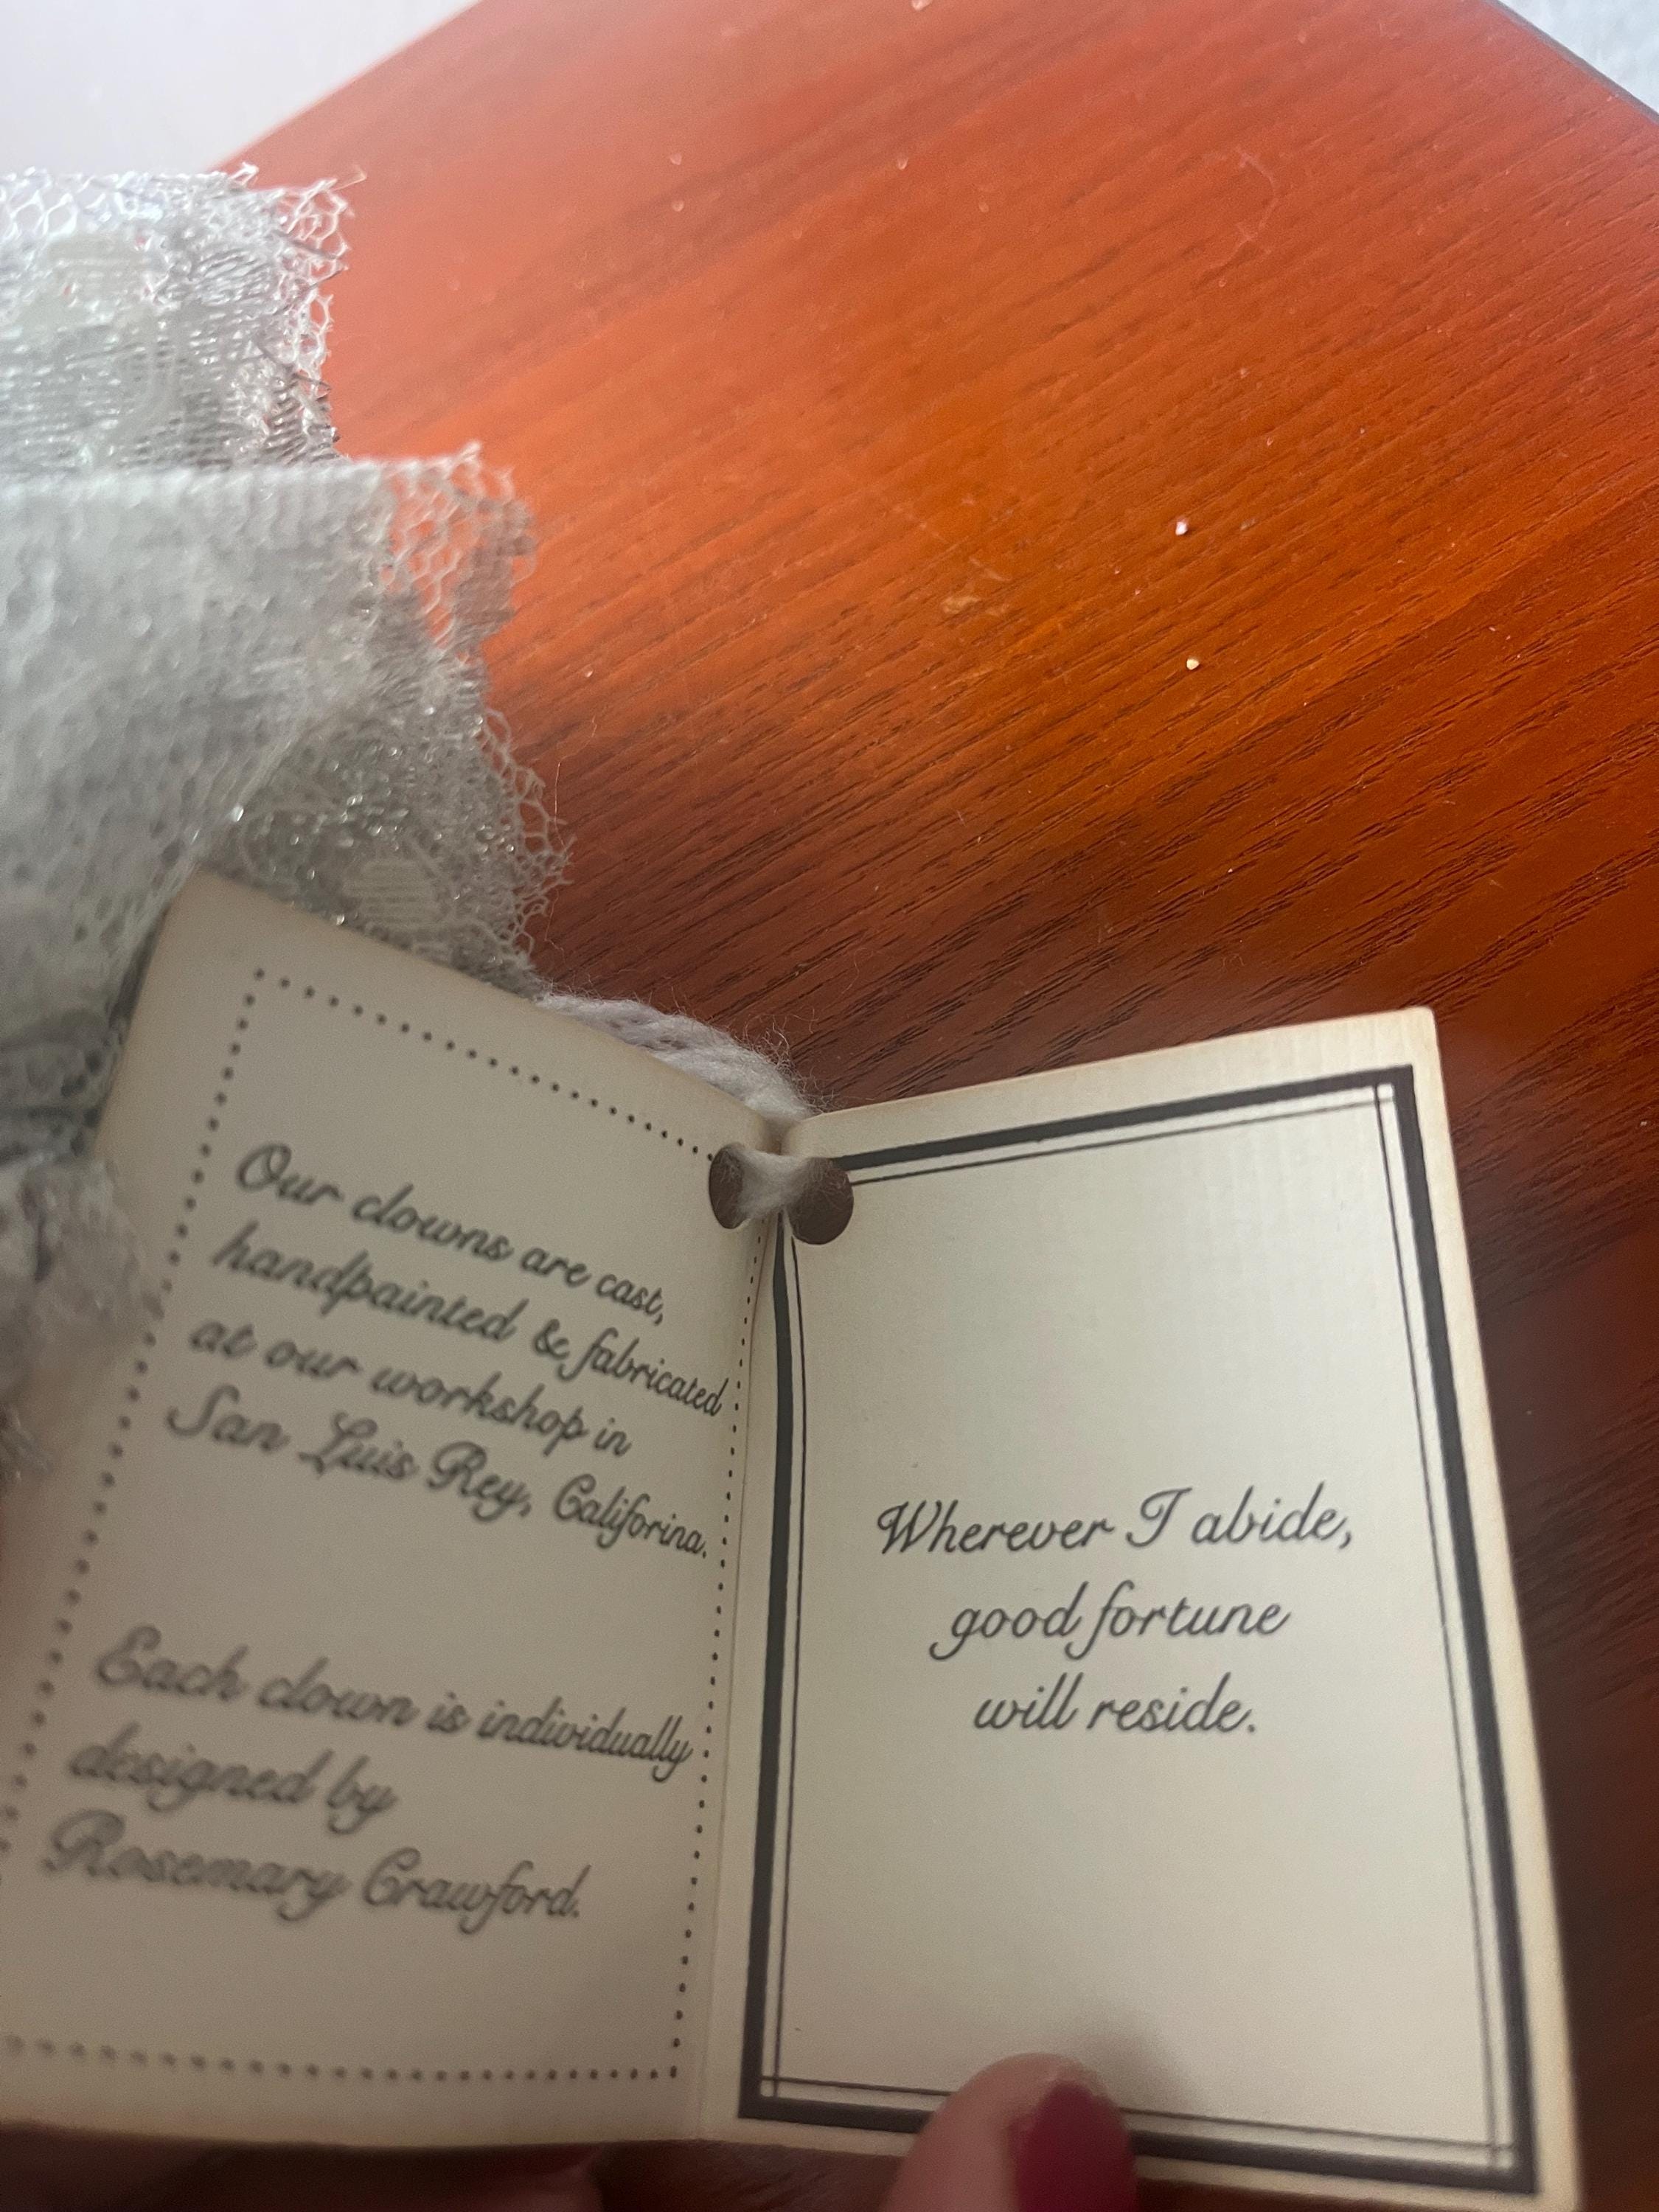 Our clowns are cast,
handpainted & fabricated
at our workshop in
San Luis Rey, Califorina.
Each clown is individually
designed by
Rosemary Crawford.
Wherever I abide,
good fortune
will reside.